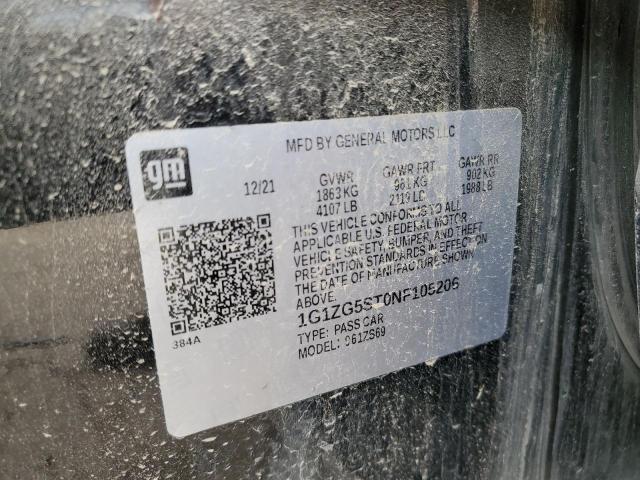 MFD BY GENERAL MOTORS LLC
gm
12/21
GVWR GAWR FRT GAWR RR
1863 KG 961 KG 902 KG
4107 LB 2119 LB 1988 LB
THIS VEHICLE CONFORMS TO ALL
APPLICABLE U.S. FEDERAL MOTOR
VEHICLE SAFETY, BUMPER, AND THEFT
PREVENTION STANDARDS IN EFFECT ON
THE DATE OF MANUFACTURE SHOWN
ABOVE.
384A
TYPE: PASS CAR
MODEL: